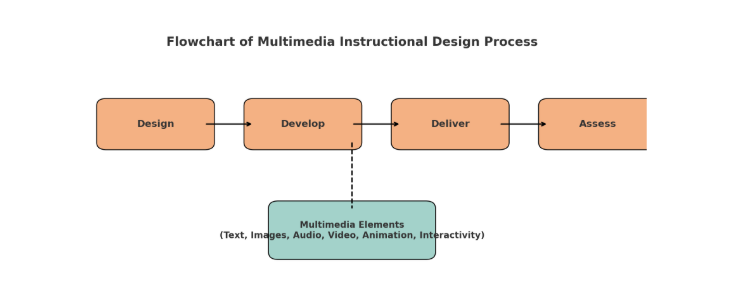 Flowchart of Multimedia Instructional Design Process
Design
Develop
Deliver
Assess
Multimedia Elements
(Text, Images, Audio, Video, Animation, Interactivity)